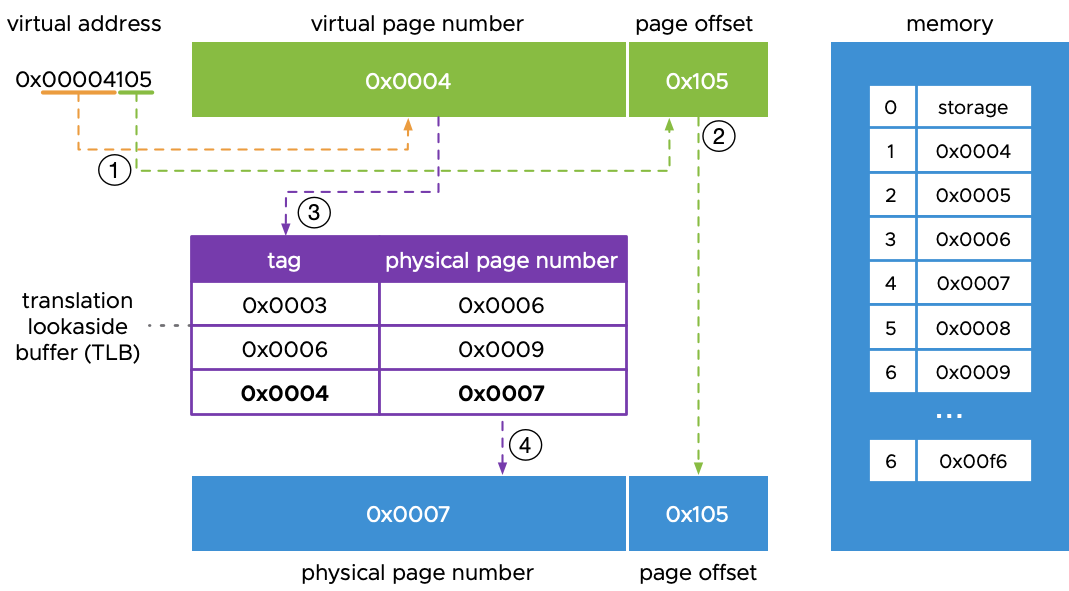 virtual address
virtual page number
page offset
memory
0x00004105
0x0004
0x105
1
2
3
tag
physical page number
0x0003
0x0006
0x0006
0x0009
0x0004
0x0007
translation
lookaside
buffer (TLB)
4
0x0007
0x105
physical page number
page offset
0
storage
1
0x0004
2
0x0005
3
0x0006
4
0x0007
5
0x0008
6
0x0009
...
6
0x00f6